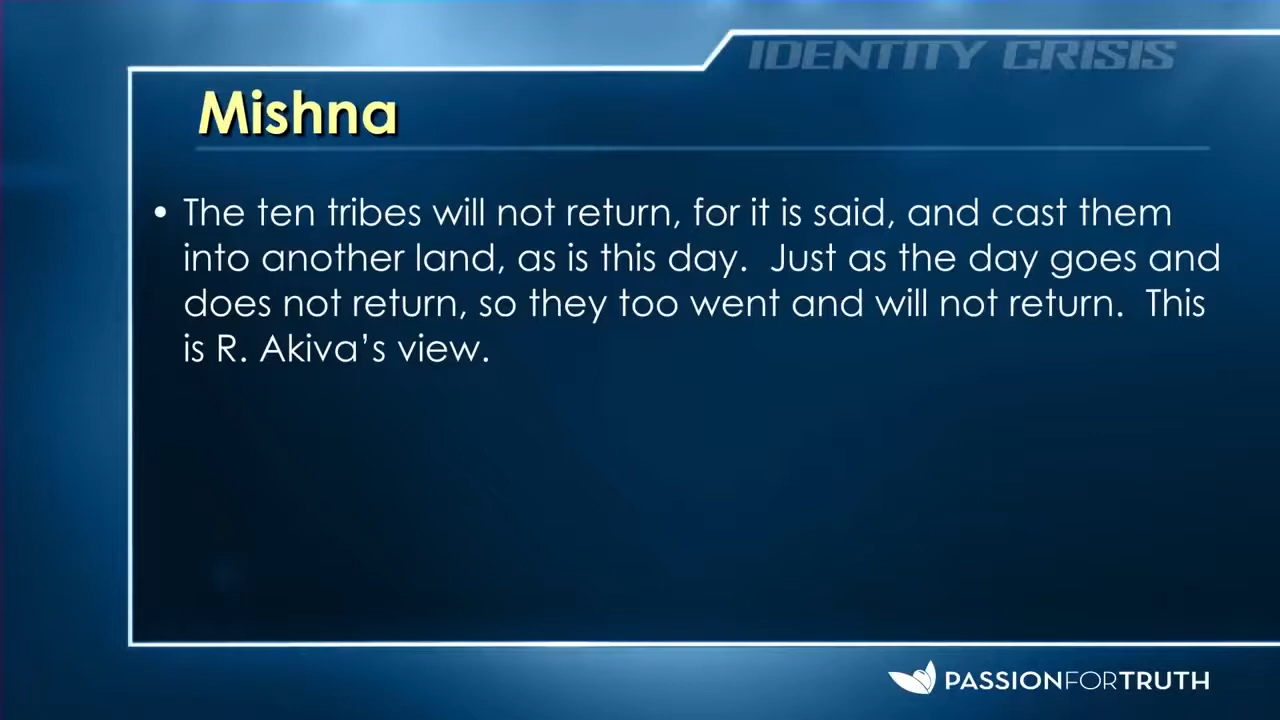 IDENTITY CRISIS
Mishna
• The ten tribes will not return, for it is said, and cast them
into another land, as is this day.  Just as the day goes and
does not return, so they too went and will not return.  This
is R. Akiva’s view.
PASSIONFORTRUTH